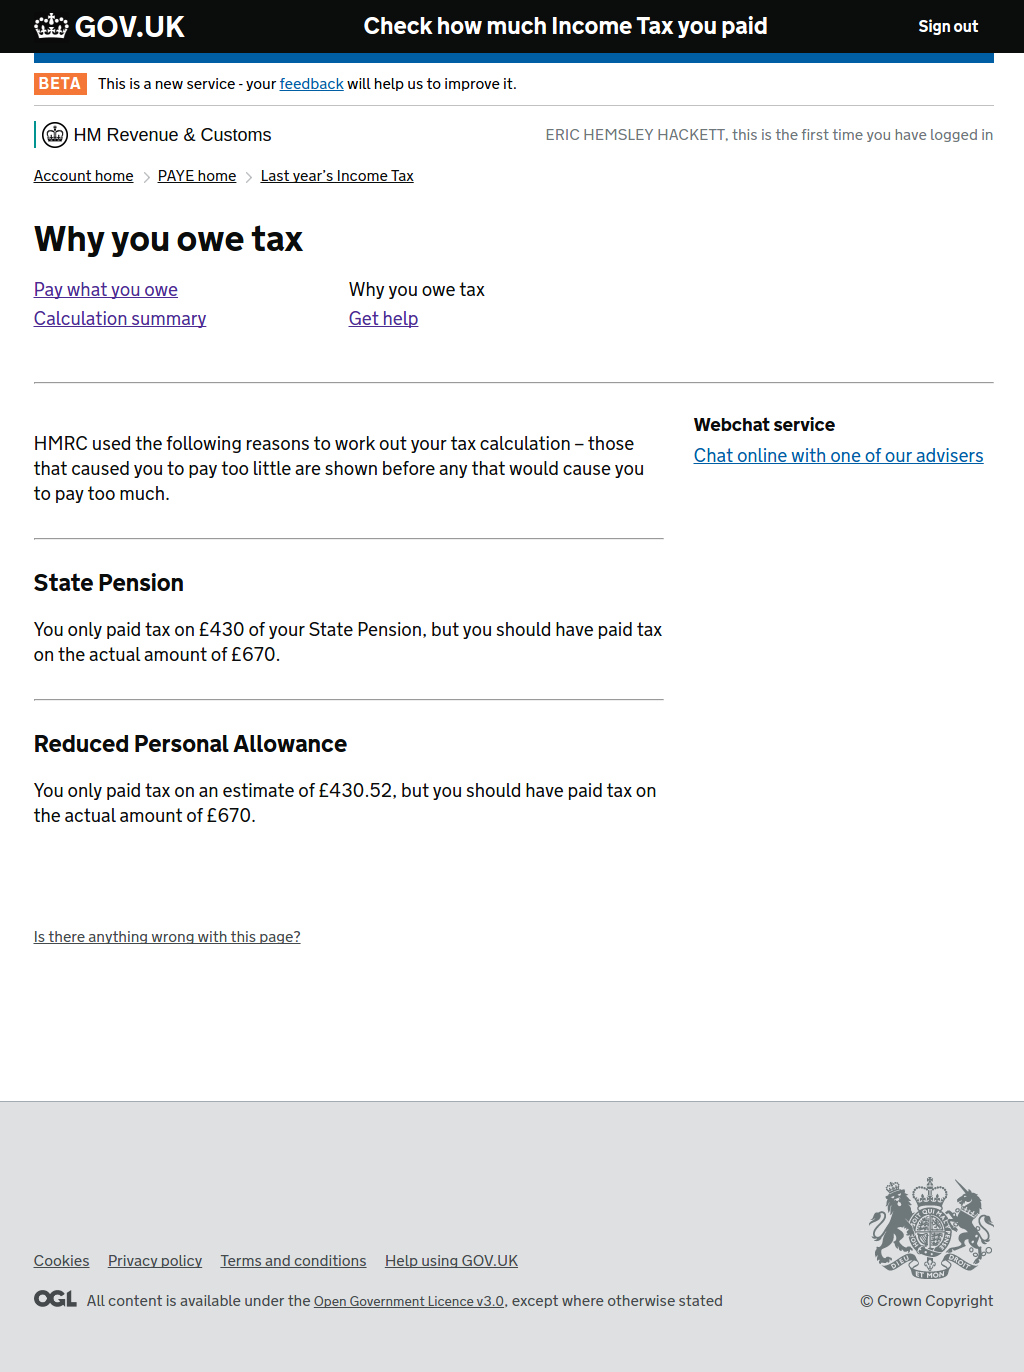 GOV.UK Check how much Income Tax you paid Sign out
BETA This is a new service - your feedback will help us to improve it.
HM Revenue & Customs ERIC HEMSLEY HACKETT, this is the first time you have logged in
Account home PAYE home Last year's Income Tax
Why you owe tax
Pay what you owe Why you owe tax
Calculation summary Get help
HMRC used the following reasons to work out your tax calculation – those
that caused you to pay too little are shown before any that would cause you
to pay too much.
Webchat service
Chat online with one of our advisers
State Pension
You only paid tax on £430 of your State Pension, but you should have paid tax
on the actual amount of £670.
Reduced Personal Allowance
You only paid tax on an estimate of £430.52, but you should have paid tax on
the actual amount of £670.
Is there anything wrong with this page?
Cookies Privacy policy Terms and conditions Help using GOV.UK
DIEU ET MON DROIT
OGL All content is available under the Open Government Licence v3.0, except where otherwise stated
© Crown Copyright